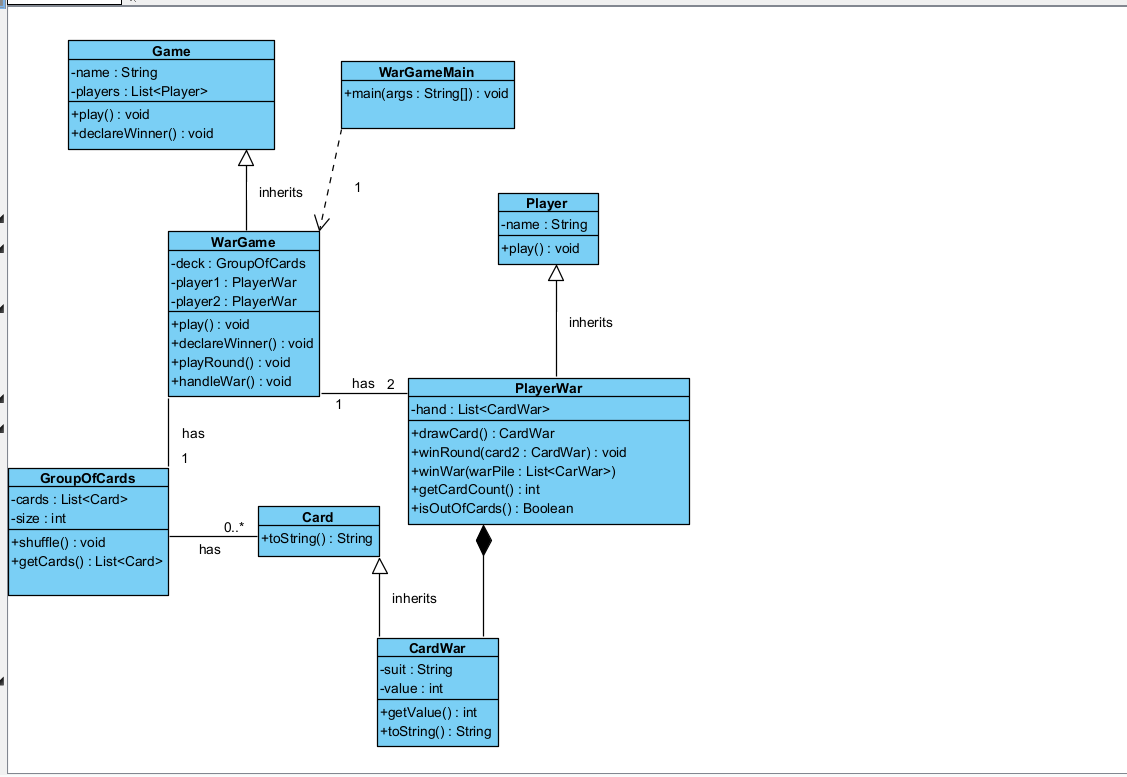 Game
-name : String
-players : List<Player>
+play() : void
+declareWinner() : void
WarGameMain
+main(args : String[]) : void
inherits
1
Player
-name : String
+play() : void
WarGame
-deck : GroupOfCards
-player1 : PlayerWar
-player2 : PlayerWar
+play() : void
+declareWinner() : void
+playRound() : void
+handleWar() : void
inherits
has 2
1
PlayerWar
-hand : List<CardWar>
+drawCard() : CardWar
+winRound(card2 : CardWar) : void
+winWar(warPile : List<CarWar>)
+getCardCount() : int
+isOutOfCards() : Boolean
has
1
GroupOfCards
-cards : List<Card>
-size : int
+shuffle() : void
+getCards() : List<Card>
0..*
has
Card
+toString() : String
inherits
CardWar
-suit : String
-value : int
+getValue() : int
+toString() : String